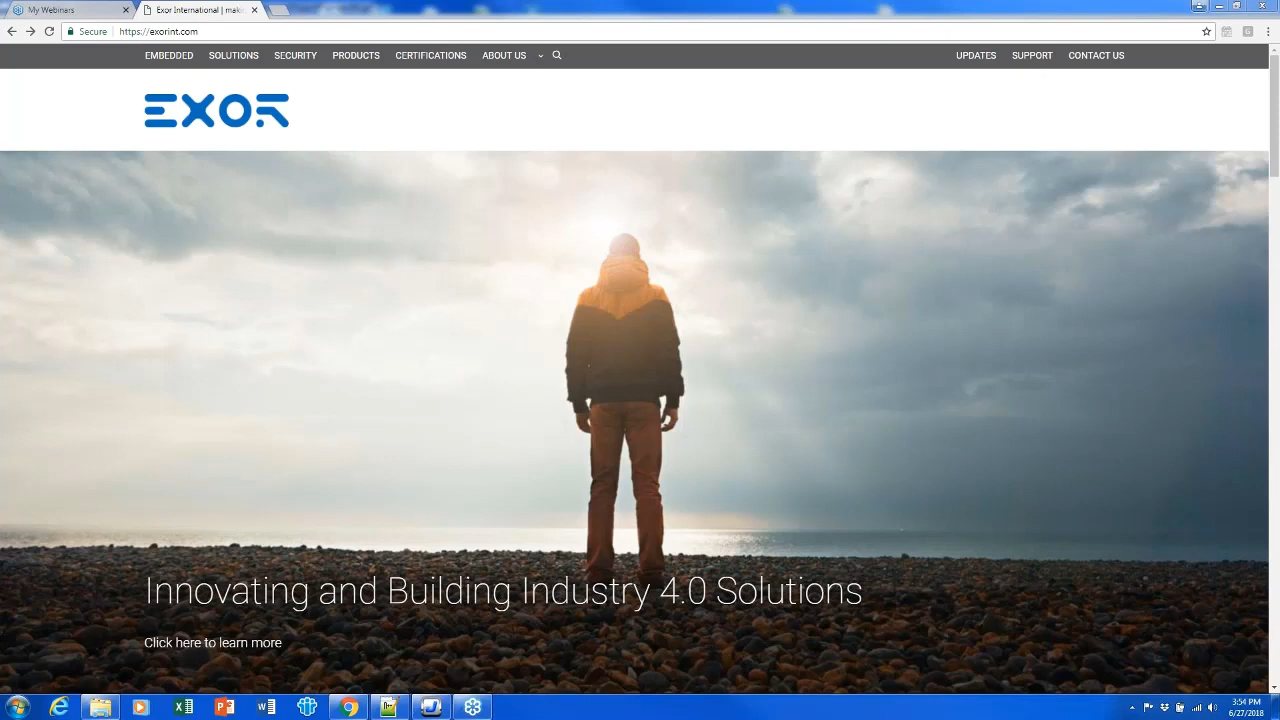 My Webinars
Exor International | mak
Secure
https://exorint.com
EMBEDDED
SOLUTIONS
SECURITY
PRODUCTS
CERTIFICATIONS
ABOUT US
UPDATES
SUPPORT
CONTACT US
EXOR
Innovating and Building Industry 4.0 Solutions
Click here to learn more
3:54 PM
6/27/2018